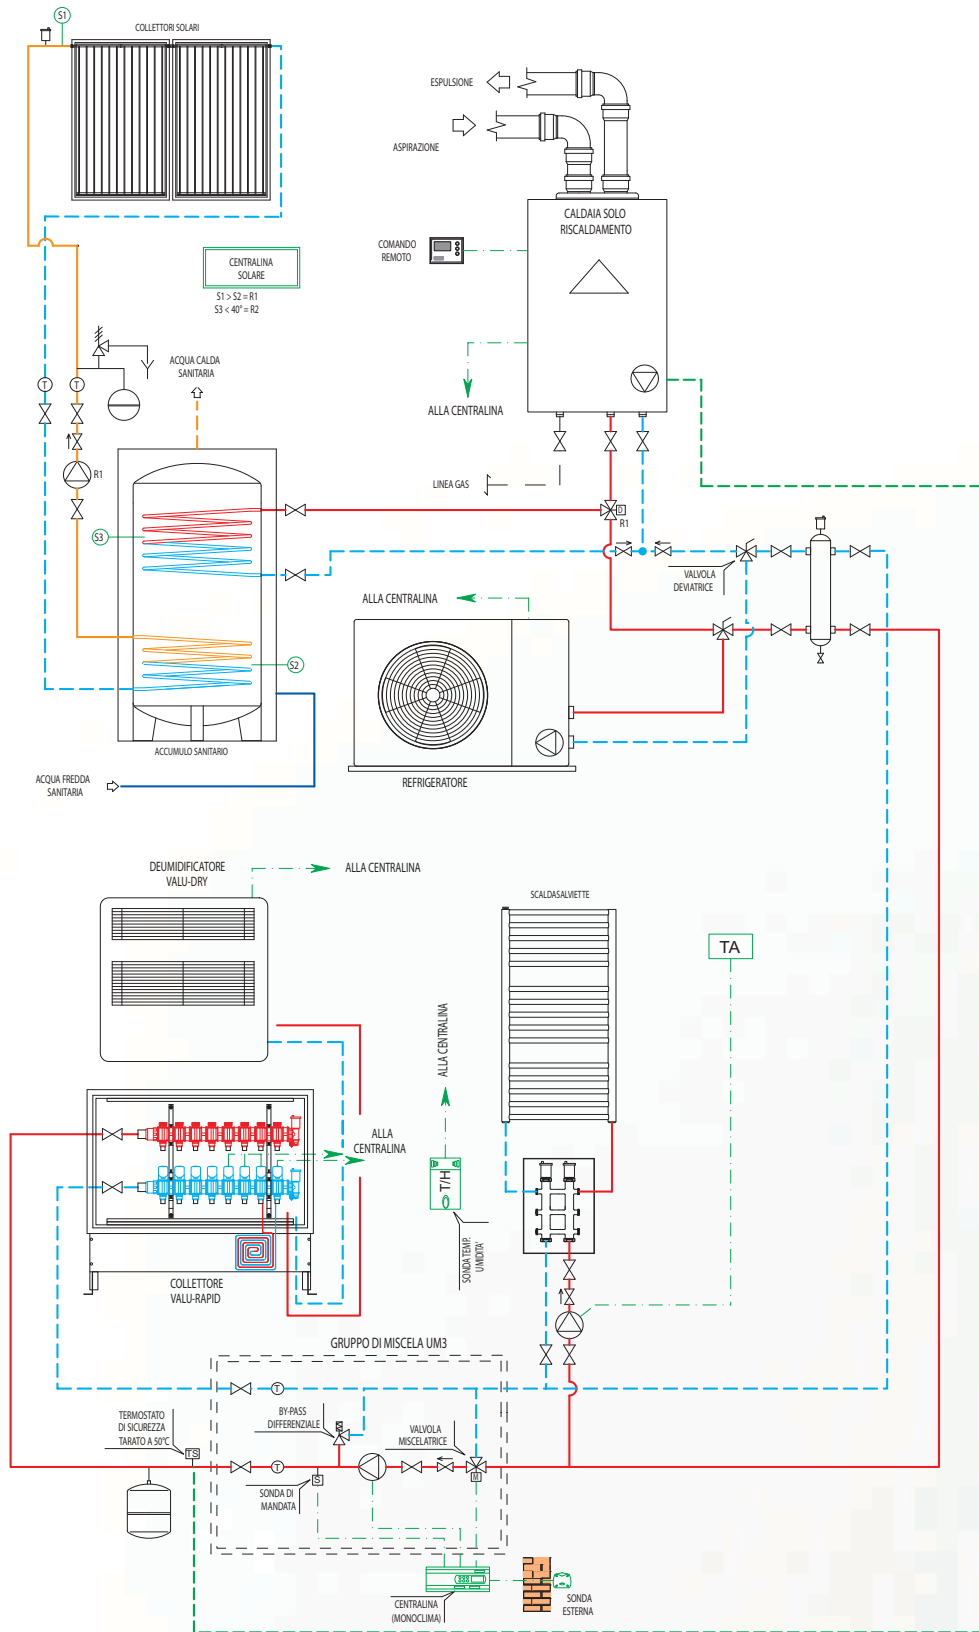 S1
COLLETTORI SOLARI
ESPULSIONE
ASPIRAZIONE
CALDAIA SOLO
RISCALDAMENTO
COMANDO
REMOTO
CENTRALINA
SOLARE
S1 > S2 = R1
S3 < 40° = R2
ACQUA CALDA
SANITARIA
T
T
ALLA CENTRALINA
R1
LINEA GAS
D
R1
S3
VALVOLA
DEVIATRICE
ALLA CENTRALINA
S2
ACCUMULO SANITARIO
ACQUA FREDDA
SANITARIA
REFRIGERATORE
DEUMIDIFICATORE
VALU-DRY
ALLA CENTRALINA
SCALDASALVIETTE
TA
ALLA CENTRALINA
ALLA
CENTRALINA
T/H
SONDA TEMP.
UMIDITA'
COLLETTORE
VALU-RAPID
GRUPPO DI MISCELA UM3
T
TERMOSTATO
DI SICUREZZA
TARATO A 50°C
TS
BY-PASS
DIFFERENZIALE
VALVOLA
MISCELATRICE
T
S
M
SONDA DI
MANDATA
CENTRALINA
(MONOCLIMA)
SONDA
ESTERNA